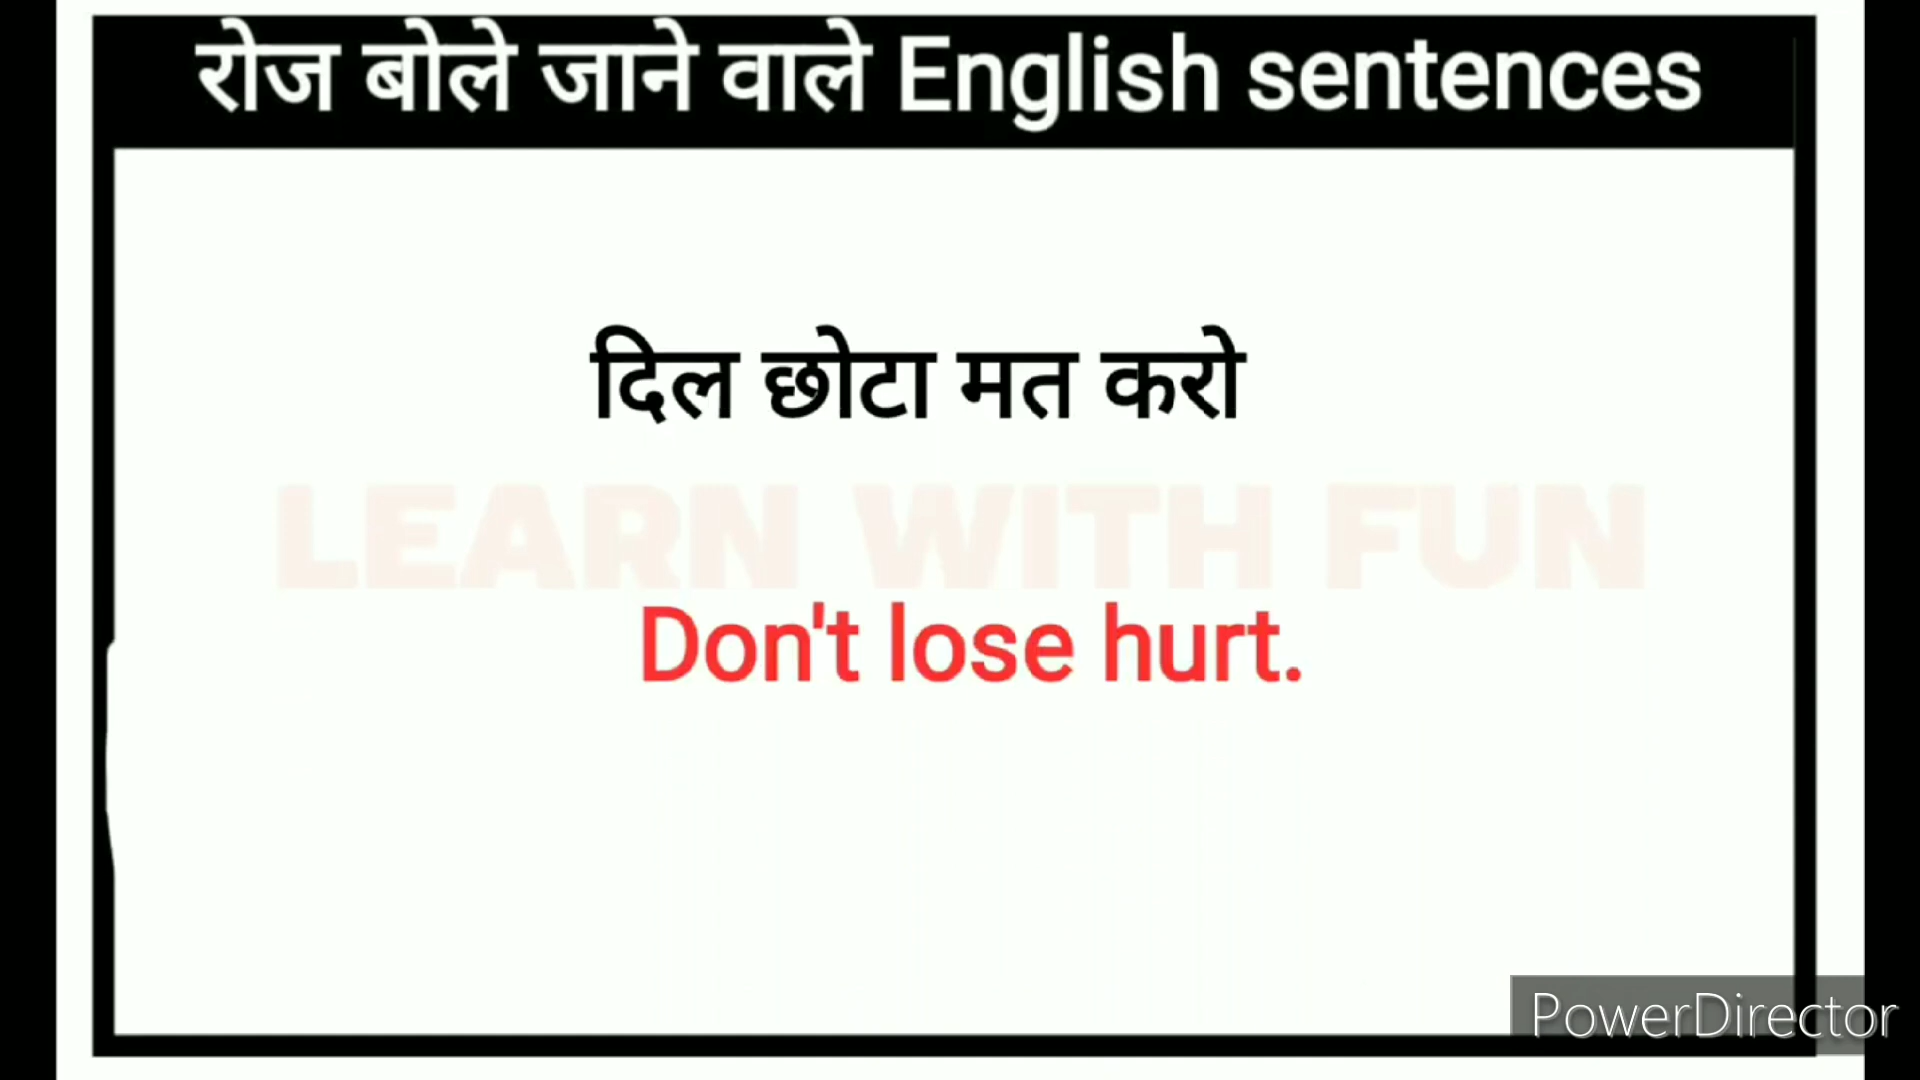 रोज बोले जाने वाले English sentences
दिल छोटा मत करो
LEARN WITH FUN
Don't lose hurt.
PowerDirector